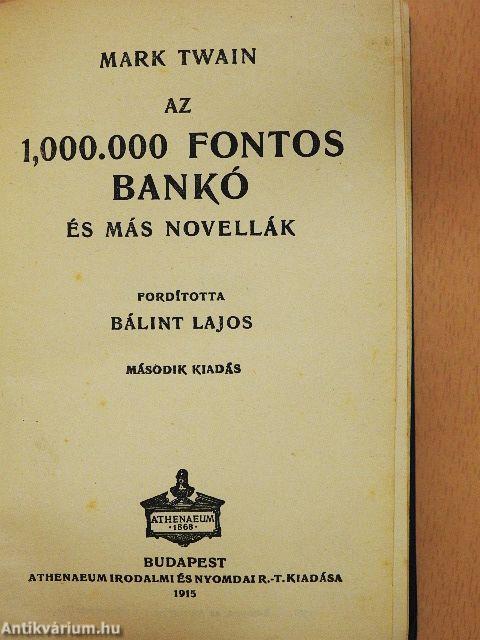 MARK TWAIN
AZ
1,000.000 FONTOS
BANKÓ
ÉS MÁS NOVELLÁK
FORDÍTOTTA
BÁLINT LAJOS
MÁSODIK KIADÁS
ATHENAEUM
·1868·
BUDAPEST
ATHENAEUM IRODALMI ÉS NYOMDAI R.-T. KIADÁSA
1915
Antikvárium.hu